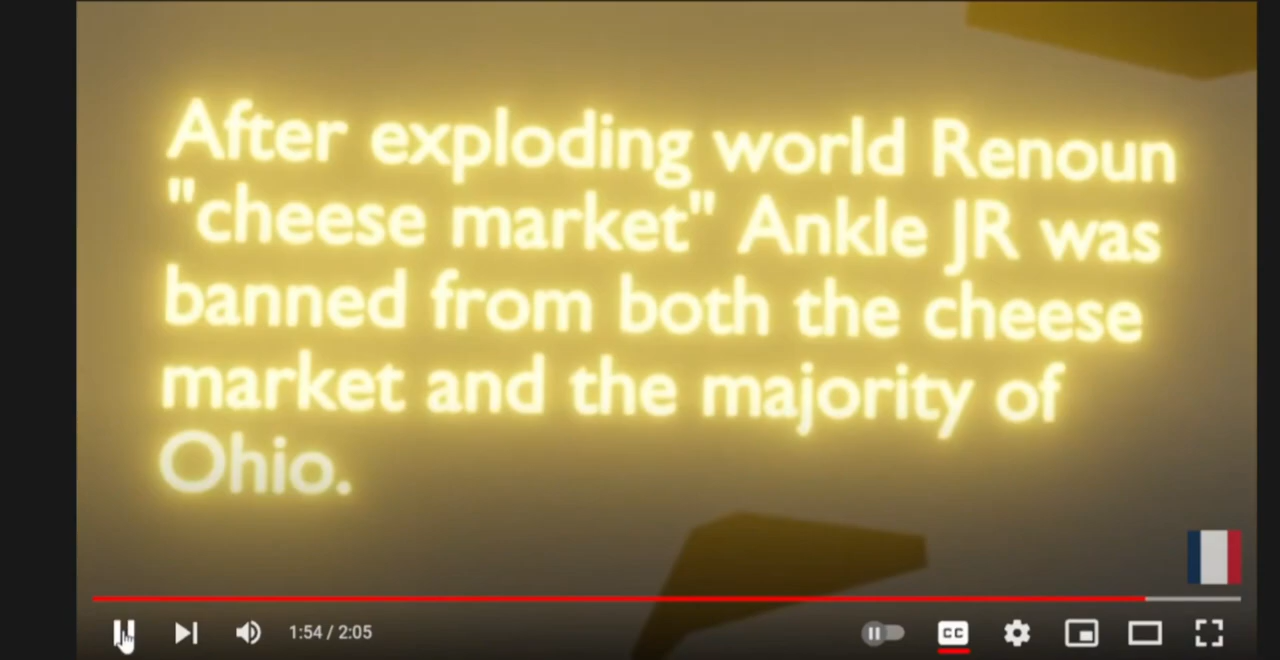 After exploding world Renoun
"cheese market" Ankle JR was
banned from both the cheese
market and the majority of
Ohio.
1:54 / 2:05
CC